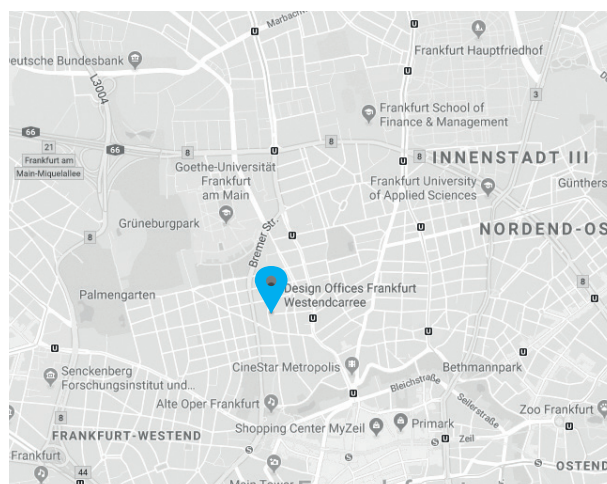 Marbach
Deutsche Bundesbank
Frankfurt Hauptfriedhof
L3004
3
Frankfurt School of
Finance & Management
66
21
66
8
8
Frankfurt am
Main-Miquelallee
INNENSTADT III
Goethe-Universität
Frankfurt
am Main
Frankfurt University
of Applied Sciences
Günthers
Grüneburgpark
Bremer Str.
NORDEND-OS
8
8
Palmengarten
Design Offices Frankfurt
Westendcarree
Senckenberg
Forschungsinstitut und...
CineStar Metropolis
Bethmannpark
Bleichstraße
Seilerstraße
Alte Oper Frankfurt
Zoo Frankfurt
8
Shopping Center MyZeil
Primark
FRANKFURT-WESTEND
Zeil
Frankfurt
44
Main Tower
OSTEND